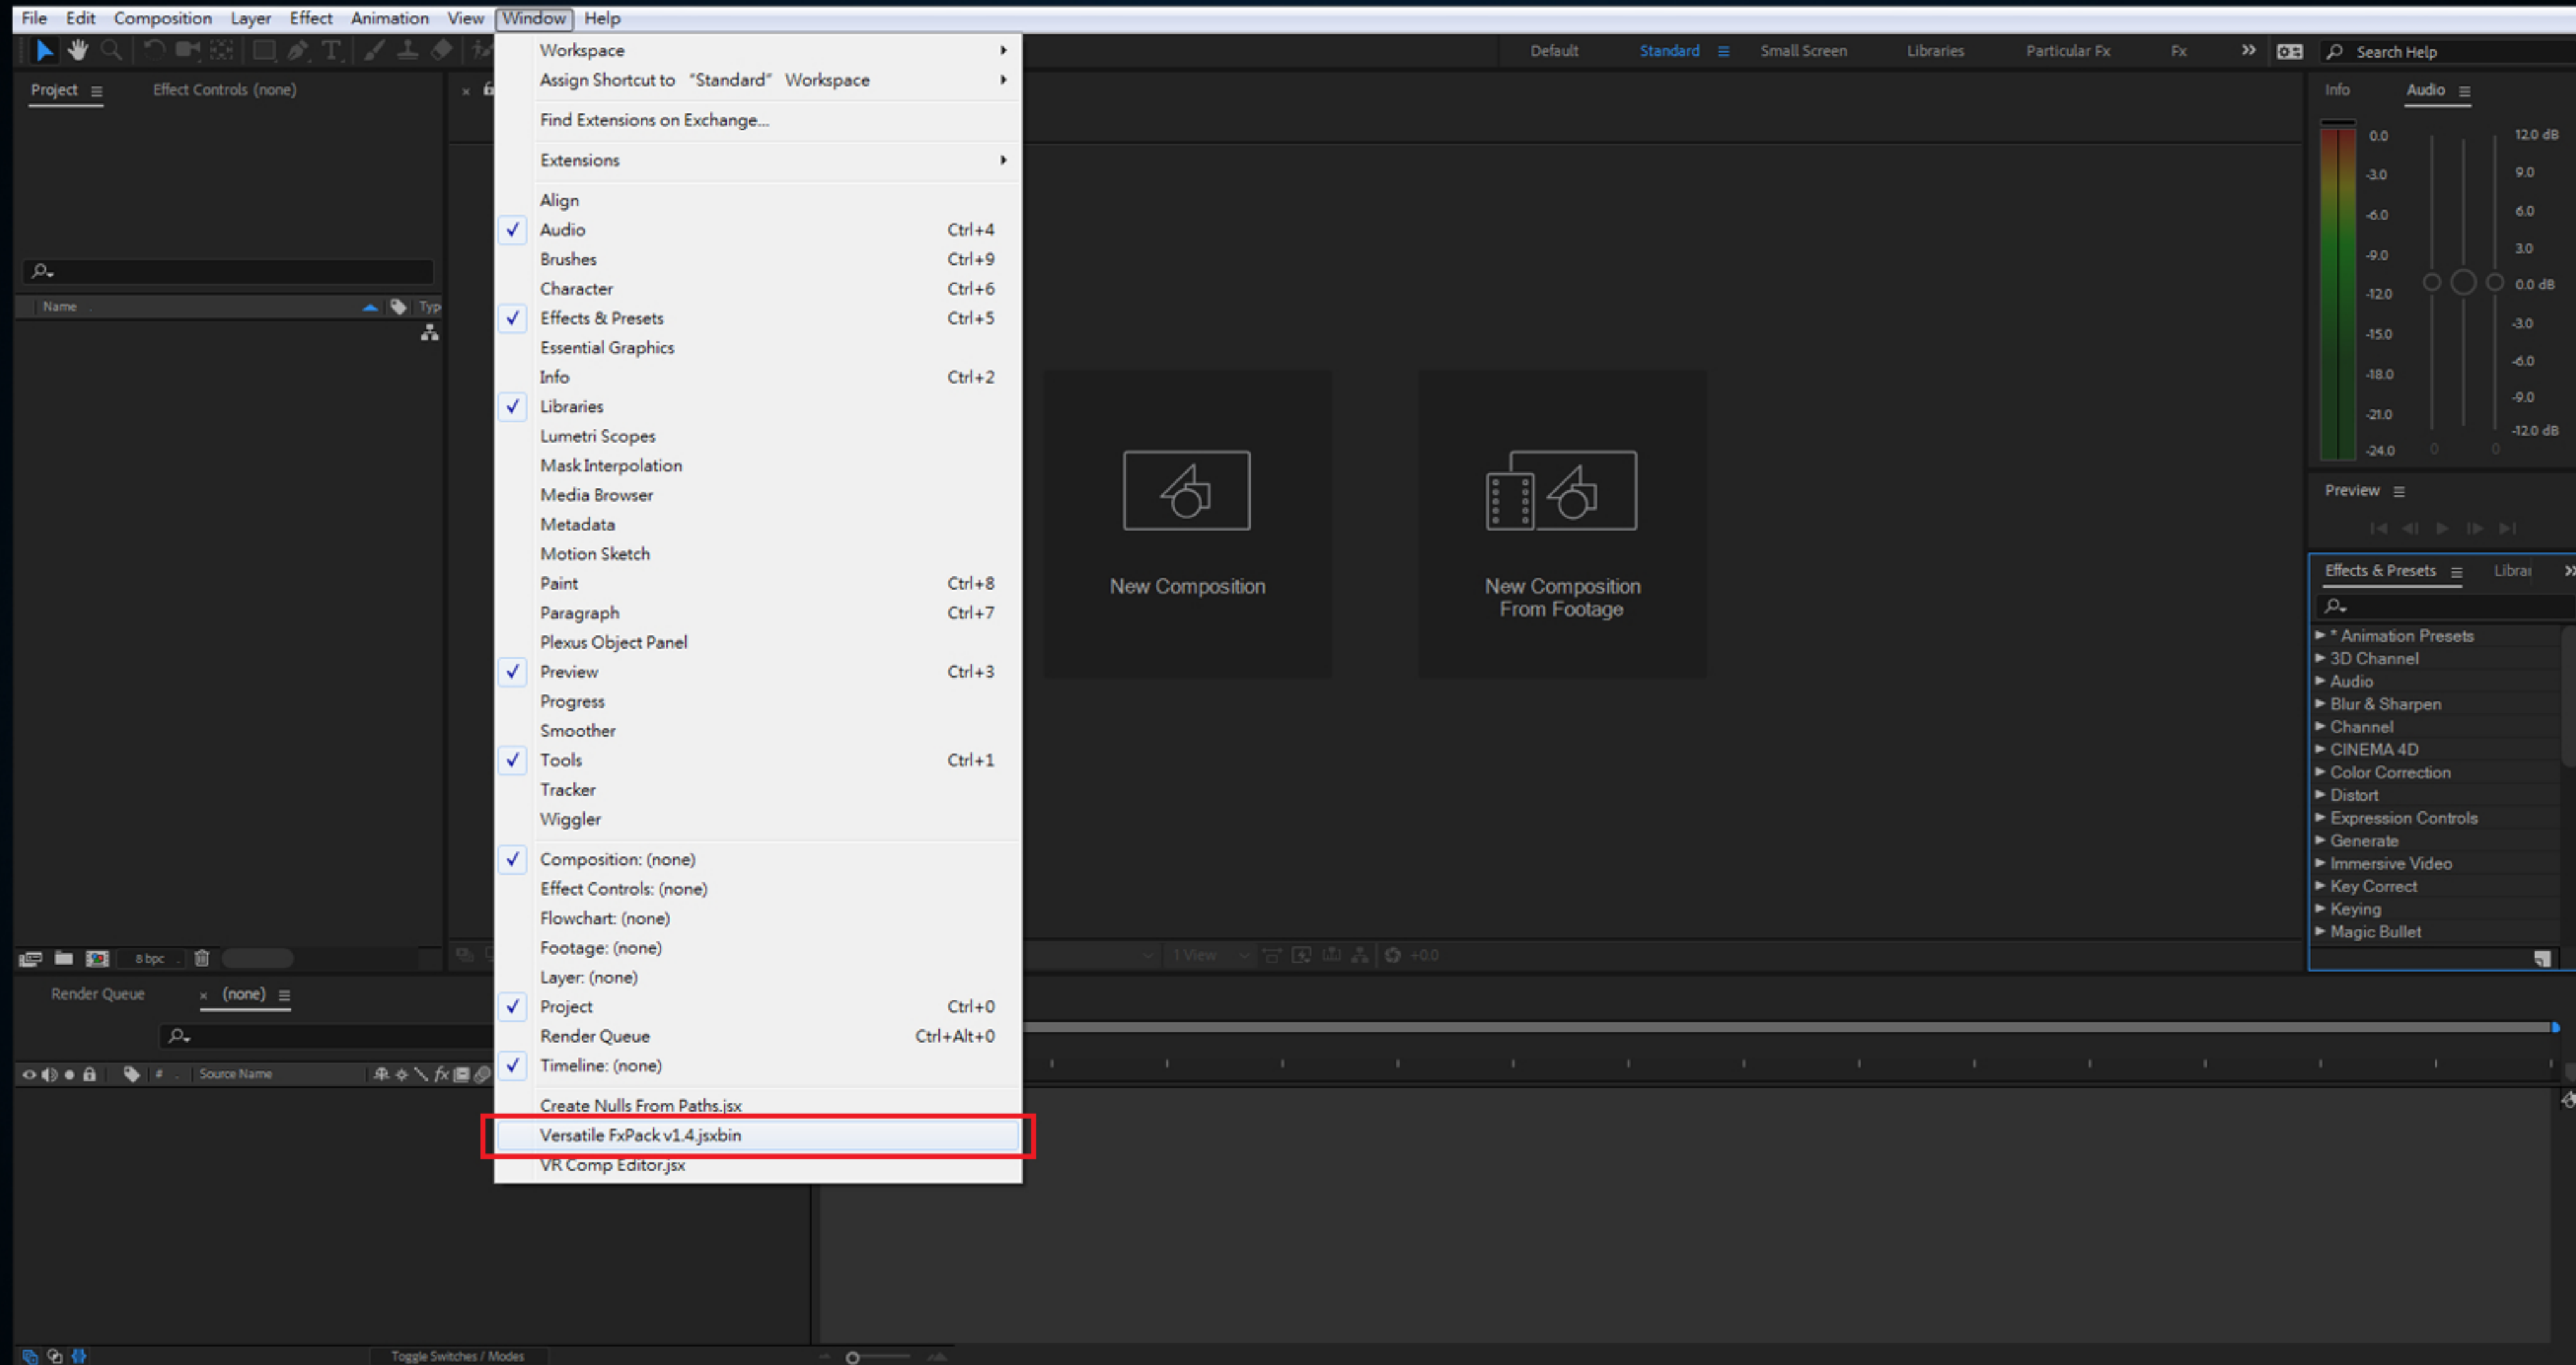 File Edit Composition Layer Effect Animation View Window Help
Default Standard Small Screen Libraries Particular Fx Fx Search Help
Project Effect Controls (none)
Name Typ
8 bpc
Workspace
Assign Shortcut to "Standard" Workspace
Find Extensions on Exchange...
Extensions
Align
Audio Ctrl+4
Brushes Ctrl+9
Character Ctrl+6
Effects & Presets Ctrl+5
Essential Graphics
Info Ctrl+2
Libraries
Lumetri Scopes
Mask Interpolation
Media Browser
Metadata
Motion Sketch
Paint Ctrl+8
Paragraph Ctrl+7
Plexus Object Panel
Preview Ctrl+3
Progress
Smoother
Tools Ctrl+1
Tracker
Wiggler
Composition: (none)
Effect Controls: (none)
Flowchart: (none)
Footage: (none)
Layer: (none)
Project Ctrl+0
Render Queue Ctrl+Alt+0
Timeline: (none)
Create Nulls From Paths.jsx
Versatile FxPack v1.4.jsxbin
VR Comp Editor.jsx
New Composition
New Composition
From Footage
1 View +0.0
Info Audio
0.0
-3.0
-6.0
-9.0
-12.0
-15.0
-18.0
-21.0
-24.0
0 0
12.0 dB
9.0
6.0
3.0
0.0 dB
-3.0
-6.0
-9.0
-12.0 dB
Preview
Effects & Presets Librai
* Animation Presets
3D Channel
Audio
Blur & Sharpen
Channel
CINEMA 4D
Color Correction
Distort
Expression Controls
Generate
Immersive Video
Key Correct
Keying
Magic Bullet
Render Queue (none)
# Source Name fx
Toggle Switches / Modes